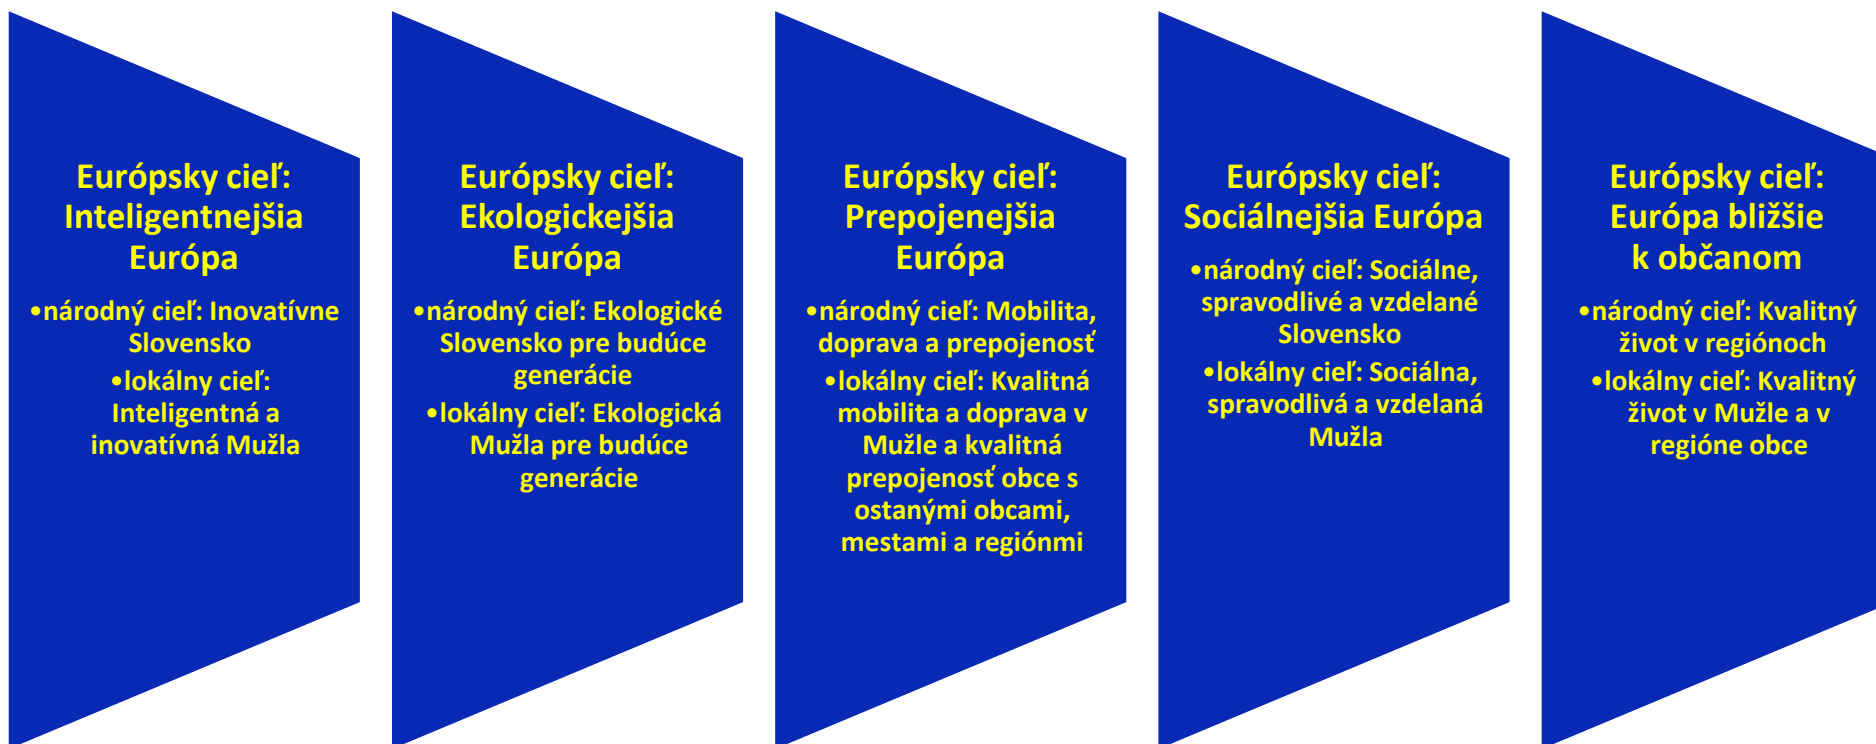 Európsky cieľ:
Inteligentnejšia
Európa
•národný cieľ: Inovatívne
Slovensko
•lokálny cieľ:
Inteligentná a
inovatívná Mužla
Európsky cieľ:
Ekologickejšia
Európa
•národný cieľ: Ekologické
Slovensko pre budúce
generácie
•lokálny cieľ: Ekologická
Mužla pre budúce
generácie
Európsky cieľ:
Prepojenejšia
Európa
•národný cieľ: Mobilita,
doprava a prepojenosť
•lokálny cieľ: Kvalitná
mobilita a doprava v
Mužle a kvalitná
prepojenosť obce s
ostanými obcami,
mestami a regiónmi
Európsky cieľ:
Sociálnejšia Európa
•národný cieľ: Sociálne,
spravodlivé a vzdelané
Slovensko
•lokálny cieľ: Sociálna,
spravodlivá a vzdelaná
Mužla
Európsky cieľ:
Európa bližšie
k občanom
•národný cieľ: Kvalitný
život v regiónoch
•lokálny cieľ: Kvalitný
život v Mužle a v
regióne obce